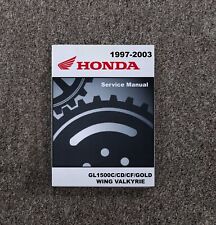 1997-2003
HONDA
Service Manual
GL1500C/CD/CF/GOLD
WING VALKYRIE